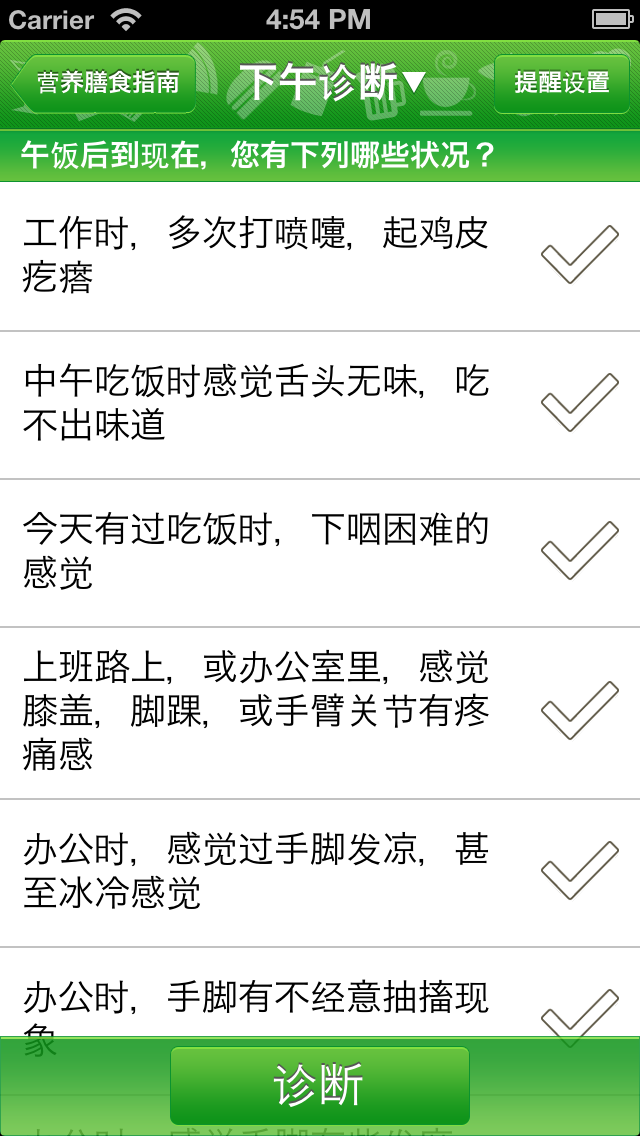 Carrier 4:54 PM
营养膳食指南 下午诊断▼ 提醒设置
午饭后到现在，您有下列哪些状况？
工作时，多次打喷嚏，起鸡皮
疙瘩
中午吃饭时感觉舌头无味，吃
不出味道
今天有过吃饭时，下咽困难的
感觉
上班路上，或办公室里，感觉
膝盖，脚踝，或手臂关节有疼
痛感
办公时，感觉过手脚发凉，甚
至冰冷感觉
办公时，手脚有不经意抽搐现
象
诊断